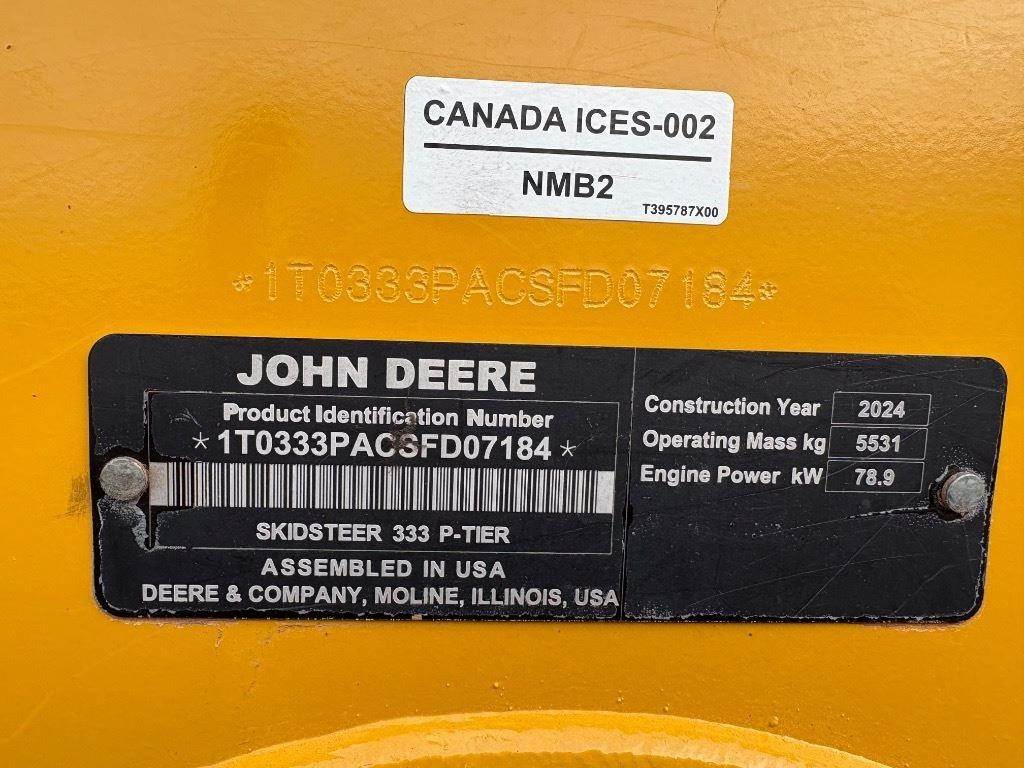 CANADA ICES-002
NMB2
T395787X00
*1T0333PACSFD07184*
JOHN DEERE
Product Identification Number
*1T0333PACSFD07184*
SKIDSTEER 333 P-TIER
ASSEMBLED IN USA
DEERE & COMPANY, MOLINE, ILLINOIS, USA
Construction Year 2024
Operating Mass kg 5531
Engine Power kW 78.9